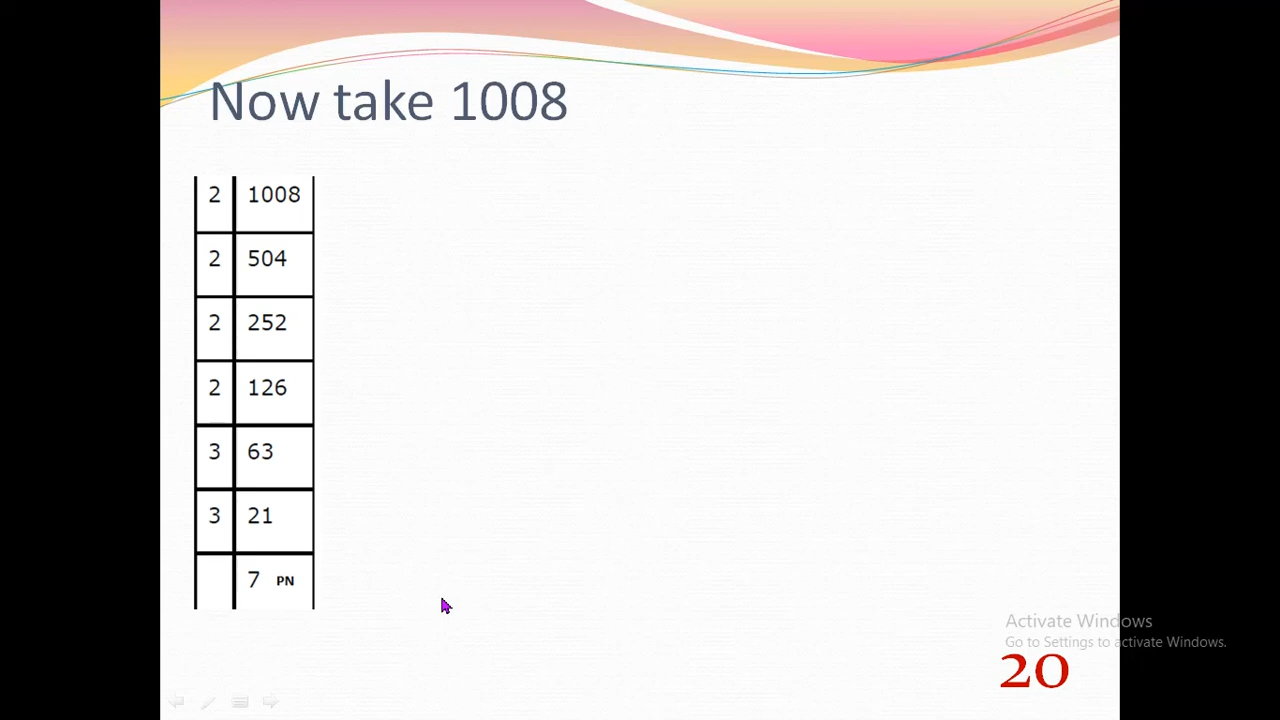 Now take 1008
2 1008
2 504
2 252
2 126
3 63
3 21
7 PN
Activate Windows
Go to Settings to activate Windows.
20